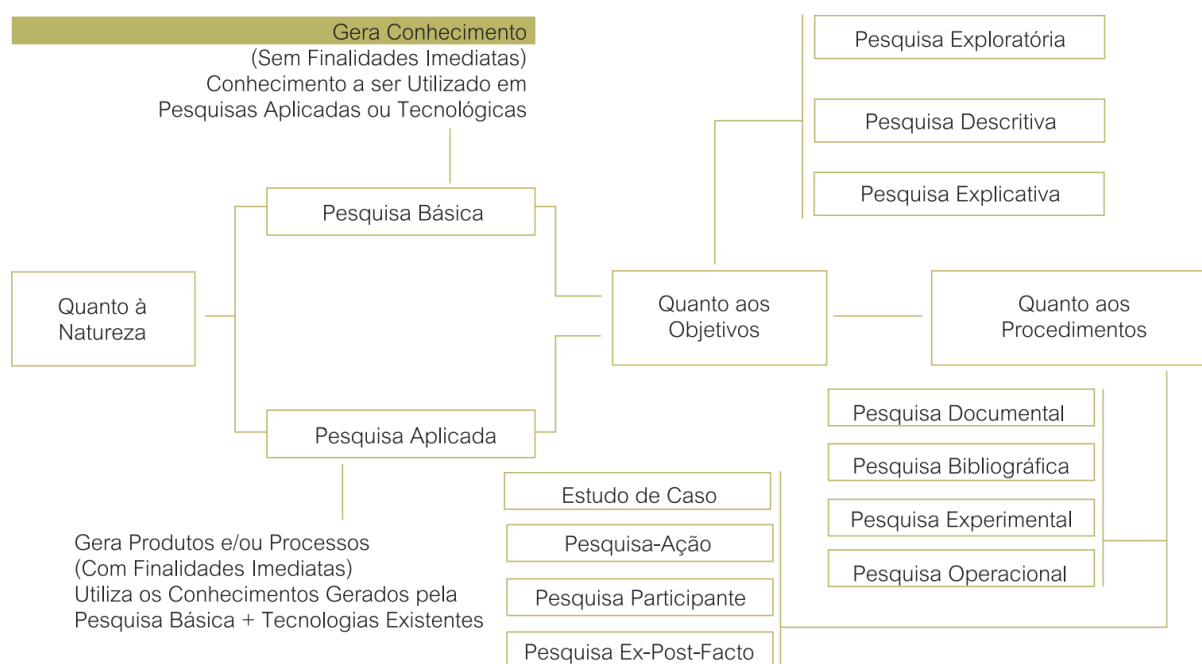 Gera Conhecimento
(Sem Finalidades Imediatas)
Conhecimento a ser Utilizado em
Pesquisas Aplicadas ou Tecnológicas
Pesquisa Básica
Quanto à
Natureza
Pesquisa Aplicada
Gera Produtos e/ou Processos
(Com Finalidades Imediatas)
Utiliza os Conhecimentos Gerados pela
Pesquisa Básica + Tecnologias Existentes
Quanto aos
Objetivos
Pesquisa Exploratória
Pesquisa Descritiva
Pesquisa Explicativa
Quanto aos
Procedimentos
Pesquisa Documental
Pesquisa Bibliográfica
Pesquisa Experimental
Pesquisa Operacional
Estudo de Caso
Pesquisa-Ação
Pesquisa Participante
Pesquisa Ex-Post-Facto